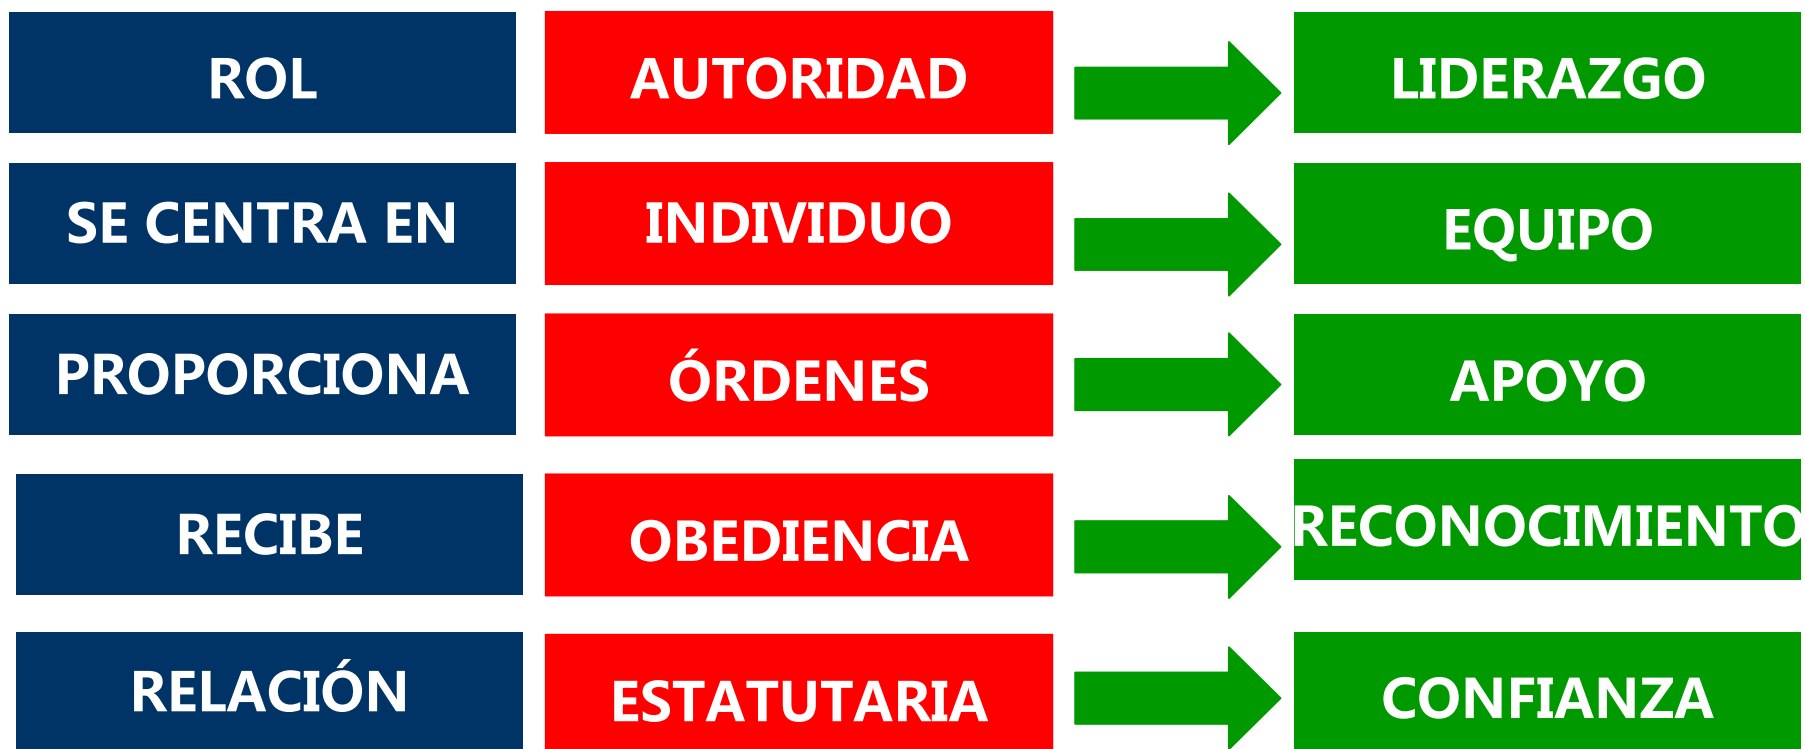 ROL
AUTORIDAD
LIDERAZGO
SE CENTRA EN
INDIVIDUO
EQUIPO
PROPORCIONA
ÓRDENES
APOYO
RECIBE
OBEDIENCIA
RECONOCIMIENTO
RELACIÓN
ESTATUTARIA
CONFIANZA